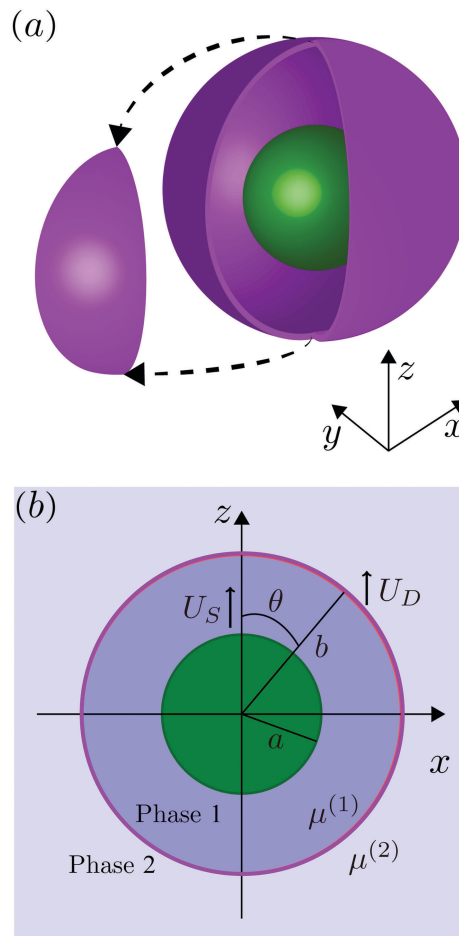 (a)
z
y
x
(b)
z
U_S
θ
U_D
b
a
x
Phase 1
μ^(1)
Phase 2
μ^(2)